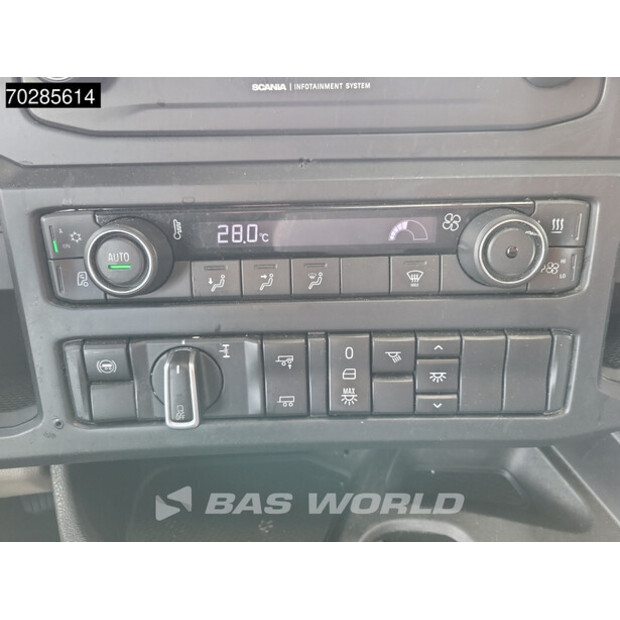 70285614
SCANIA | INFOTAINMENT SYSTEM
28.0°C
AUTO
MAX
0
MAX
BAS WORLD